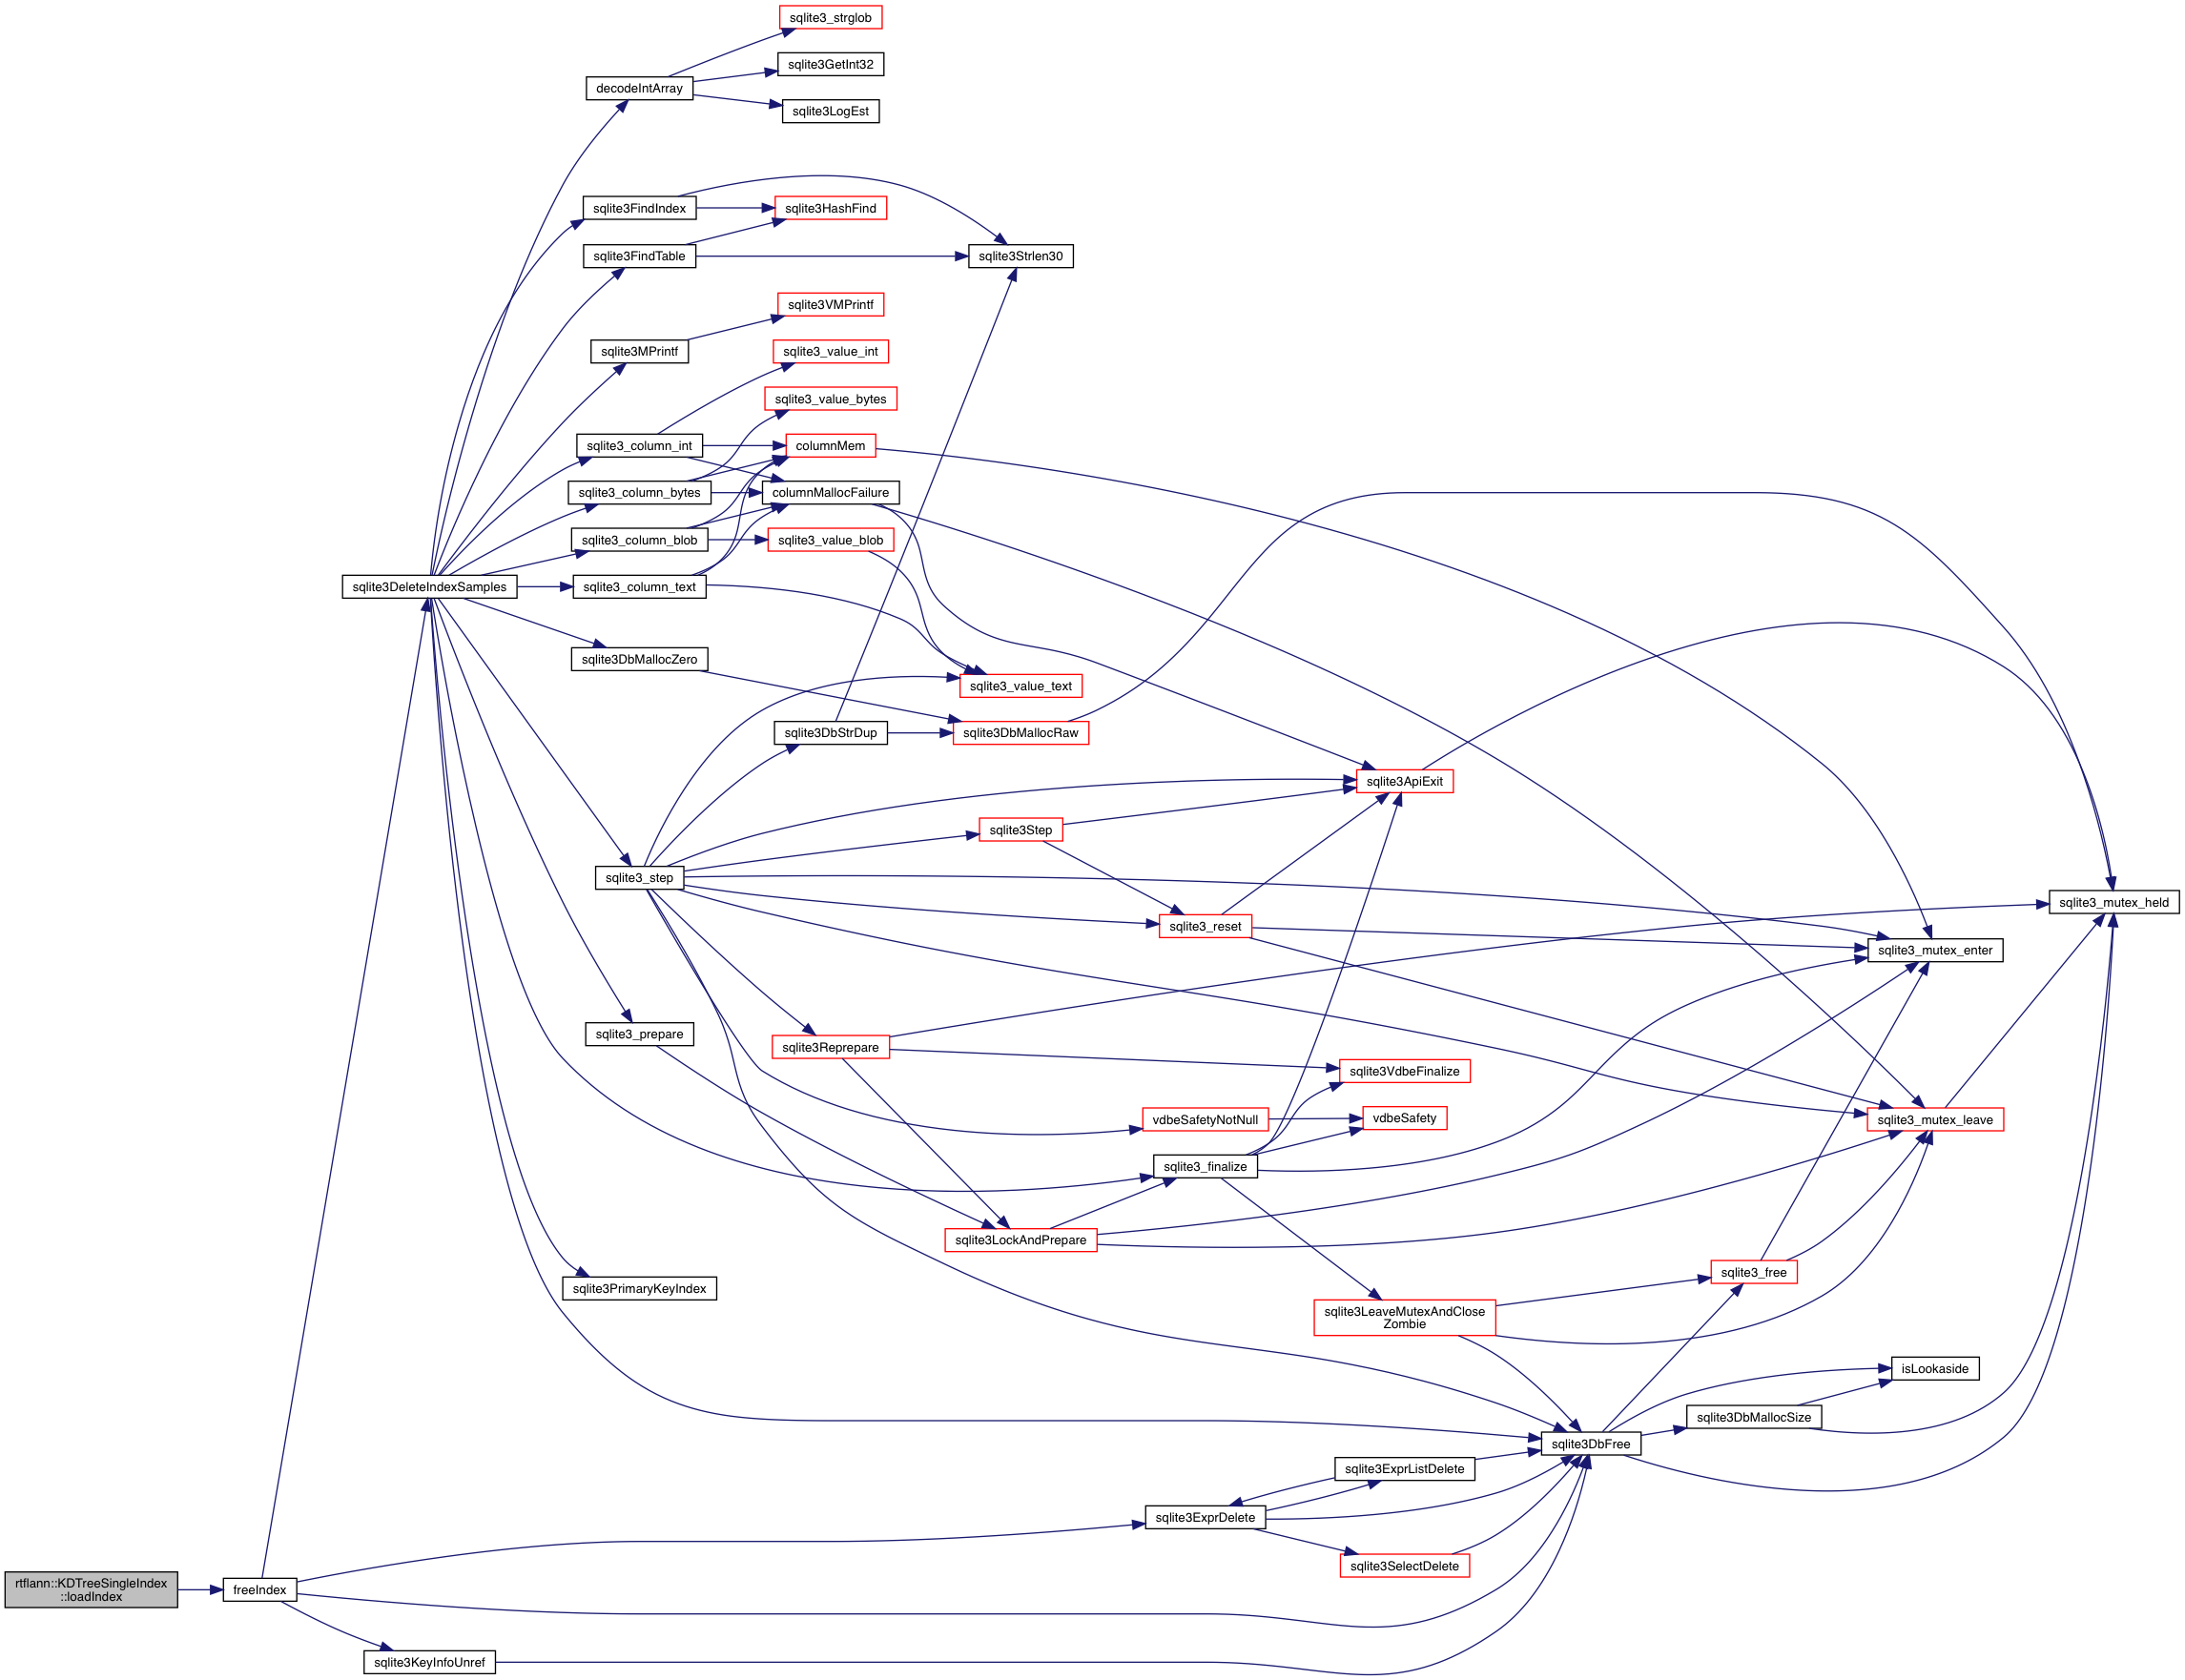 sqlite3_strglob
sqlite3GetInt32
decodeIntArray
sqlite3LogEst
sqlite3FindIndex
sqlite3HashFind
sqlite3FindTable
sqlite3Strlen30
sqlite3VMPrintf
sqlite3MPrintf
sqlite3_value_int
sqlite3_value_bytes
sqlite3_column_int
columnMem
sqlite3_column_bytes
columnMallocFailure
sqlite3_column_blob
sqlite3_value_blob
sqlite3DeleteIndexSamples
sqlite3_column_text
sqlite3DbMallocZero
sqlite3_value_text
sqlite3DbStrDup
sqlite3DbMallocRaw
sqlite3ApiExit
sqlite3Step
sqlite3_step
sqlite3_mutex_held
sqlite3_reset
sqlite3_mutex_enter
sqlite3_prepare
sqlite3Reprepare
sqlite3VdbeFinalize
vdbeSafetyNotNull
vdbeSafety
sqlite3_mutex_leave
sqlite3_finalize
sqlite3LockAndPrepare
sqlite3_free
sqlite3PrimaryKeyIndex
sqlite3LeaveMutexAndClose
Zombie
isLookaside
sqlite3DbMallocSize
sqlite3DbFree
sqlite3ExprListDelete
sqlite3ExprDelete
sqlite3SelectDelete
rtflann::KDTreeSingleIndex
::loadIndex
freeIndex
sqlite3KeyInfoUnref